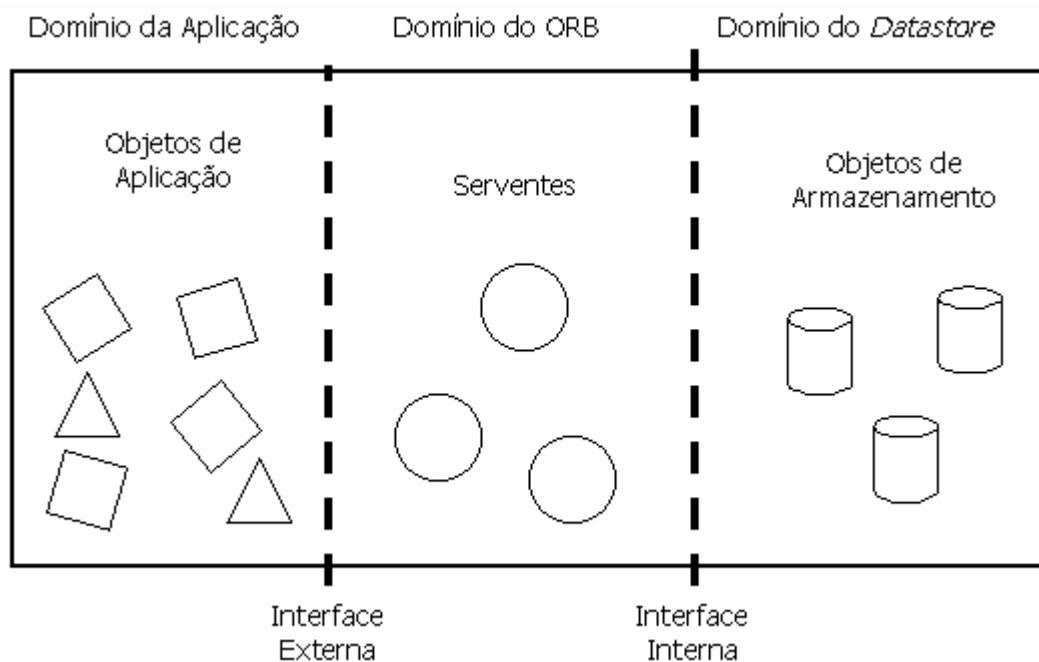 Domínio da Aplicação
Domínio do ORB
Domínio do Datastore
Objetos de
Aplicação
Serventes
Objetos de
Armazenamento
Interface
Externa
Interface
Interna